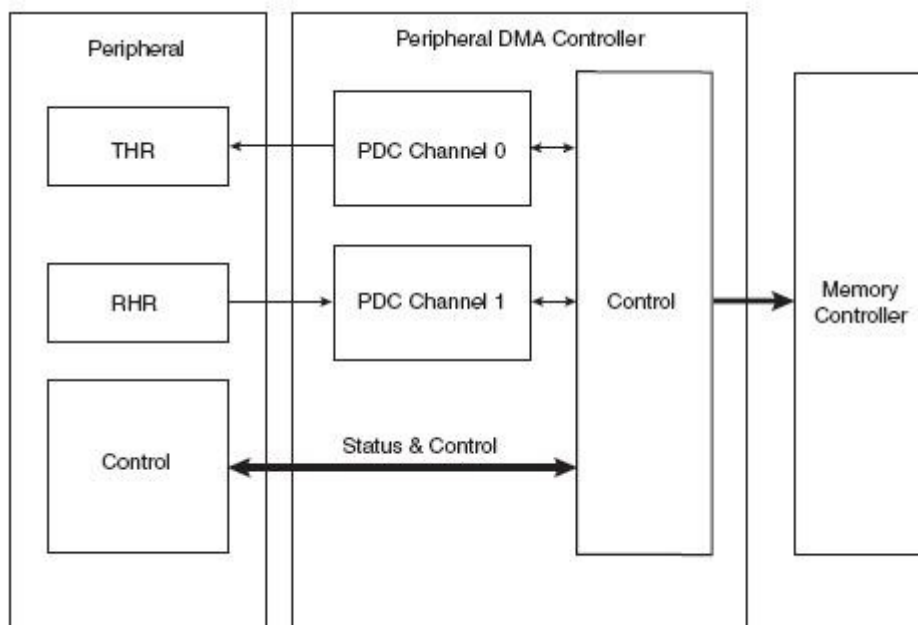 Peripheral
Peripheral DMA Controller
THR
PDC Channel 0
RHR
PDC Channel 1
Control
Memory
Controller
Status & Control
Control